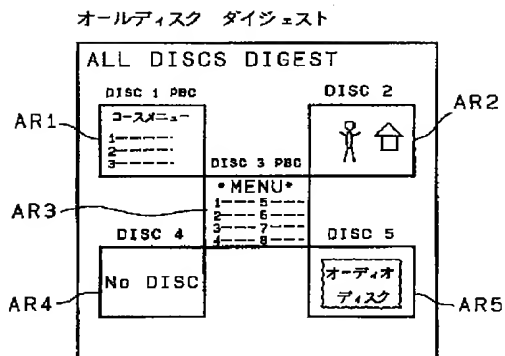 オールディスク ダイジェスト
ALL DISCS DIGEST
DISC 1 PBC
DISC 2
AR1
コースメニュー
1-----
2-----
3-----
AR2
DISC 3 PBC
AR3
•MENU•
1---5----
2---6----
3---7----
4---8----
DISC 4
DISC 5
No DISC
オーディオ
ディスク
AR4
AR5